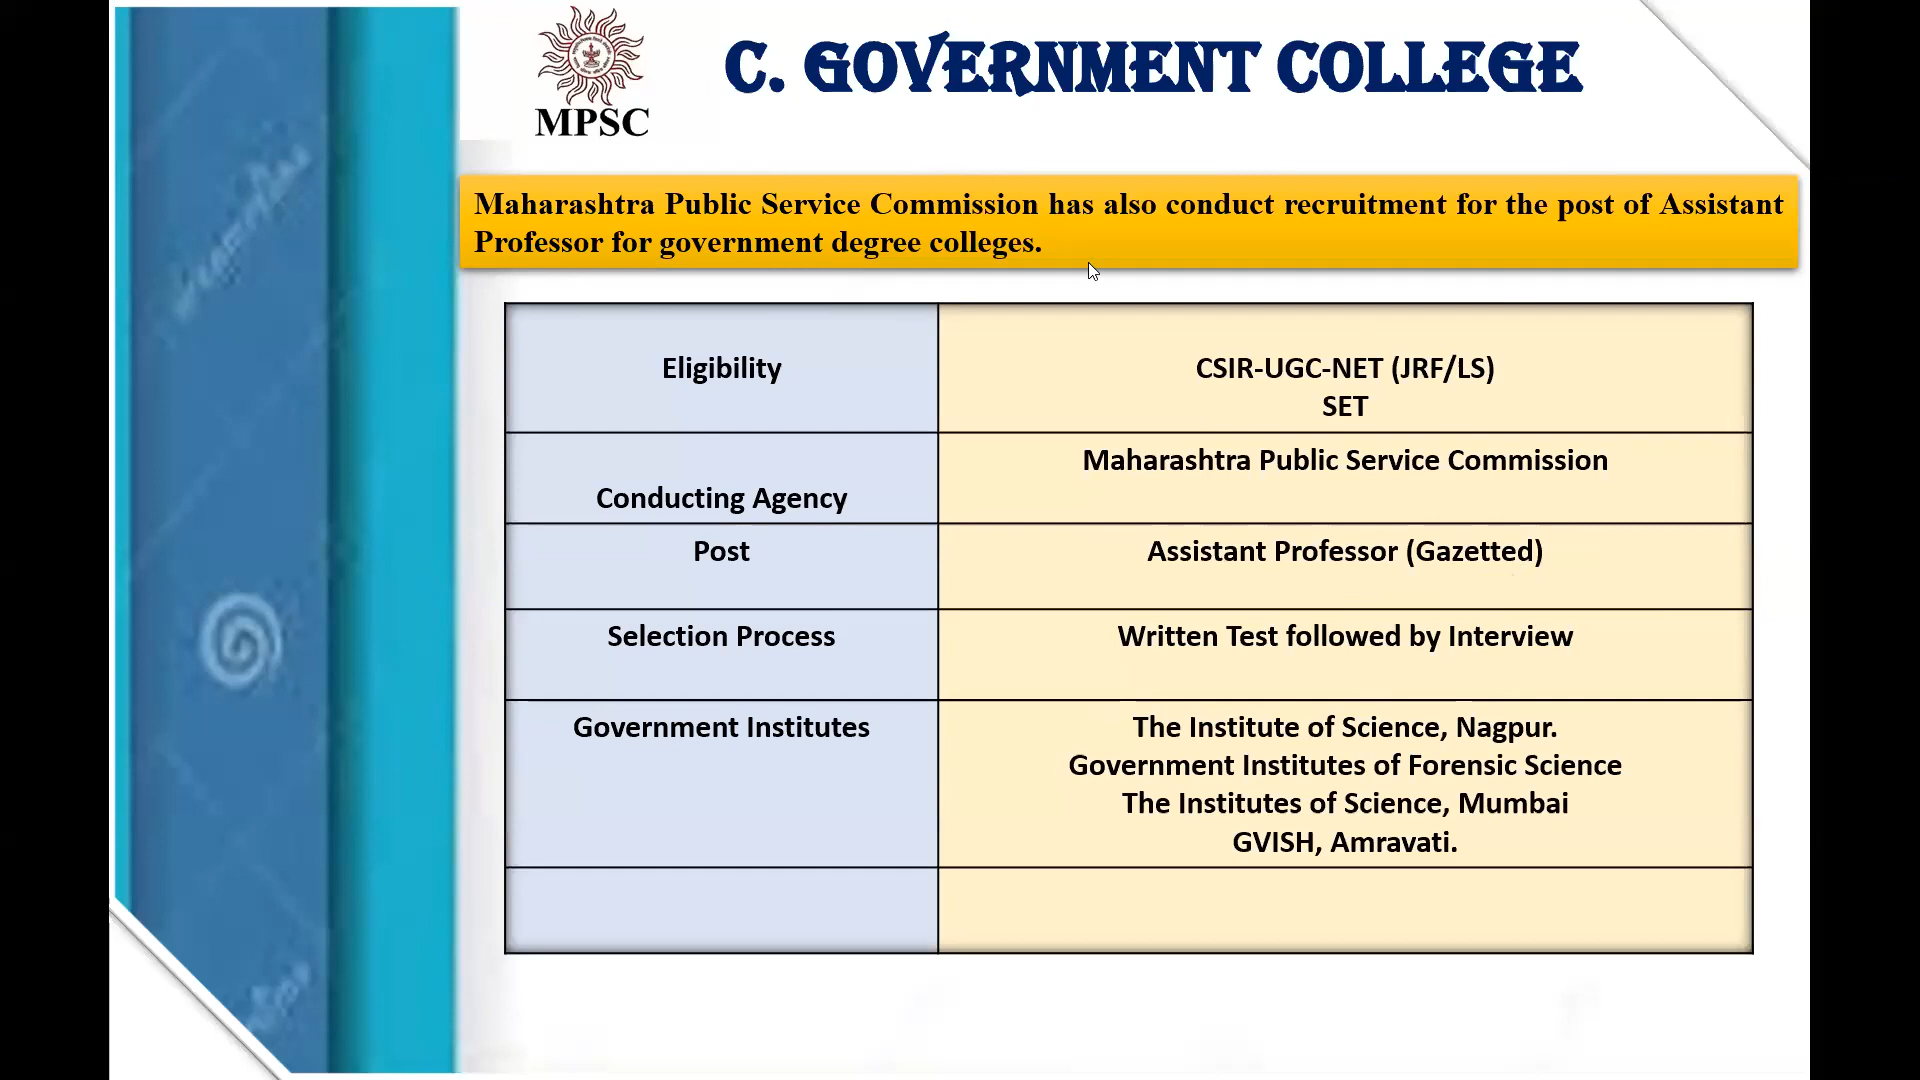 MPSC
C. GOVERNMENT COLLEGE
Maharashtra Public Service Commission has also conduct recruitment for the post of Assistant
Professor for government degree colleges.
Eligibility
CSIR-UGC-NET (JRF/LS)
SET
Conducting Agency
Maharashtra Public Service Commission
Post
Assistant Professor (Gazetted)
Selection Process
Written Test followed by Interview
Government Institutes
The Institute of Science, Nagpur.
Government Institutes of Forensic Science
The Institutes of Science, Mumbai
GVISH, Amravati.